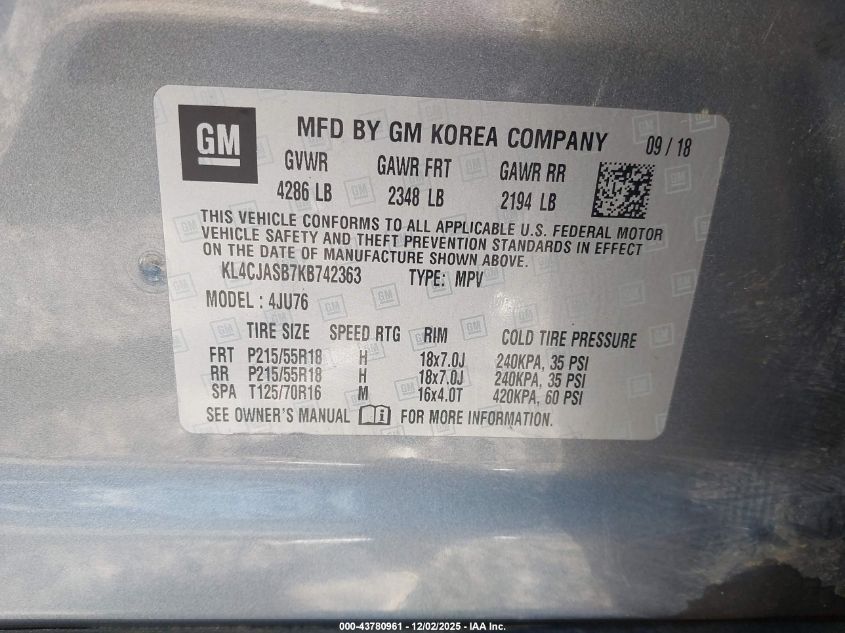 GM
MFD BY GM KOREA COMPANY 09 / 18
GVWR GAWR FRT GAWR RR
4286 LB 2348 LB 2194 LB
THIS VEHICLE CONFORMS TO ALL APPLICABLE U.S. FEDERAL MOTOR
VEHICLE SAFETY AND THEFT PREVENTION STANDARDS IN EFFECT
ON THE DATE OF MANUFACTURE SHOWN ABOVE.
KL4CJASB7KB742363 TYPE: MPV
MODEL : 4JU76
TIRE SIZE SPEED RTG RIM COLD TIRE PRESSURE
FRT P215/55R18 H 18x7.0J 240KPA, 35 PSI
RR P215/55R18 H 18x7.0J 240KPA, 35 PSI
SPA T125/70R16 M 16x4.0T 420KPA, 60 PSI
SEE OWNER'S MANUAL i FOR MORE INFORMATION.
000-43780961 - 12/02/2025 - IAA Inc.